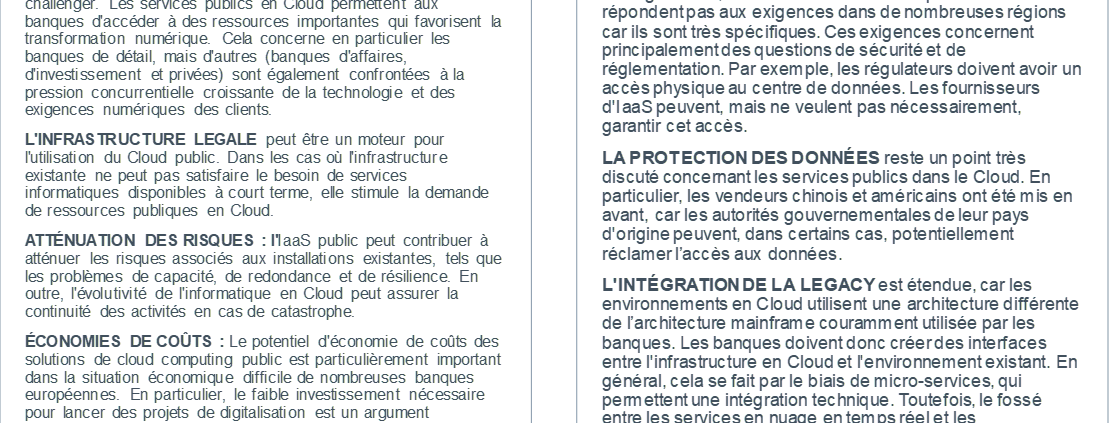 challenger. Les services publics en Cloud permettent aux
banques d'accéder à des ressources importantes qui favorisent la
transformation numérique. Cela concerne en particulier les
banques de détail, mais d'autres (banques d'affaires,
d'investissement et privées) sont également confrontées à la
pression concurrentielle croissante de la technologie et des
exigences numériques des clients.
L'INFRASTRUCTURE LEGALE peut être un moteur pour
l'utilisation du Cloud public. Dans les cas où l'infrastructure
existante ne peut pas satisfaire le besoin de services
informatiques disponibles à court terme, elle stimule la demande
de ressources publiques en Cloud.
ATTÉNUATION DES RISQUES : l'IaaS public peut contribuer à
atténuer les risques associés aux installations existantes, tels que
les problèmes de capacité, de redondance et de résilience. En
outre, l'évolutivité de l'informatique en Cloud peut assurer la
continuité des activités en cas de catastrophe.
ÉCONOMIES DE COÛTS : Le potentiel d'économie de coûts des
solutions de cloud computing public est particulièrement important
dans la situation économique difficile de nombreuses banques
européennes. En particulier, le faible investissement nécessaire
pour lancer des projets de digitalisation est un argument
répondent pas aux exigences dans de nombreuses régions
car ils sont très spécifiques. Ces exigences concernent
principalement des questions de sécurité et de
réglementation. Par exemple, les régulateurs doivent avoir un
accès physique au centre de données. Les fournisseurs
d'IaaS peuvent, mais ne veulent pas nécessairement,
garantir cet accès.
LA PROTECTION DES DONNÉES reste un point très
discuté concernant les services publics dans le Cloud. En
particulier, les vendeurs chinois et américains ont été mis en
avant, car les autorités gouvernementales de leur pays
d'origine peuvent, dans certains cas, potentiellement
réclamer l'accès aux données.
L'INTÉGRATION DE LA LEGACY est étendue, car les
environnements en Cloud utilisent une architecture différente
de l'architecture mainframe couramment utilisée par les
banques. Les banques doivent donc créer des interfaces
entre l'infrastructure en Cloud et l'environnement existant. En
général, cela se fait par le biais de micro-services, qui
permettent une intégration technique. Toutefois, le fossé
entre les services en nuage en temps réel et les